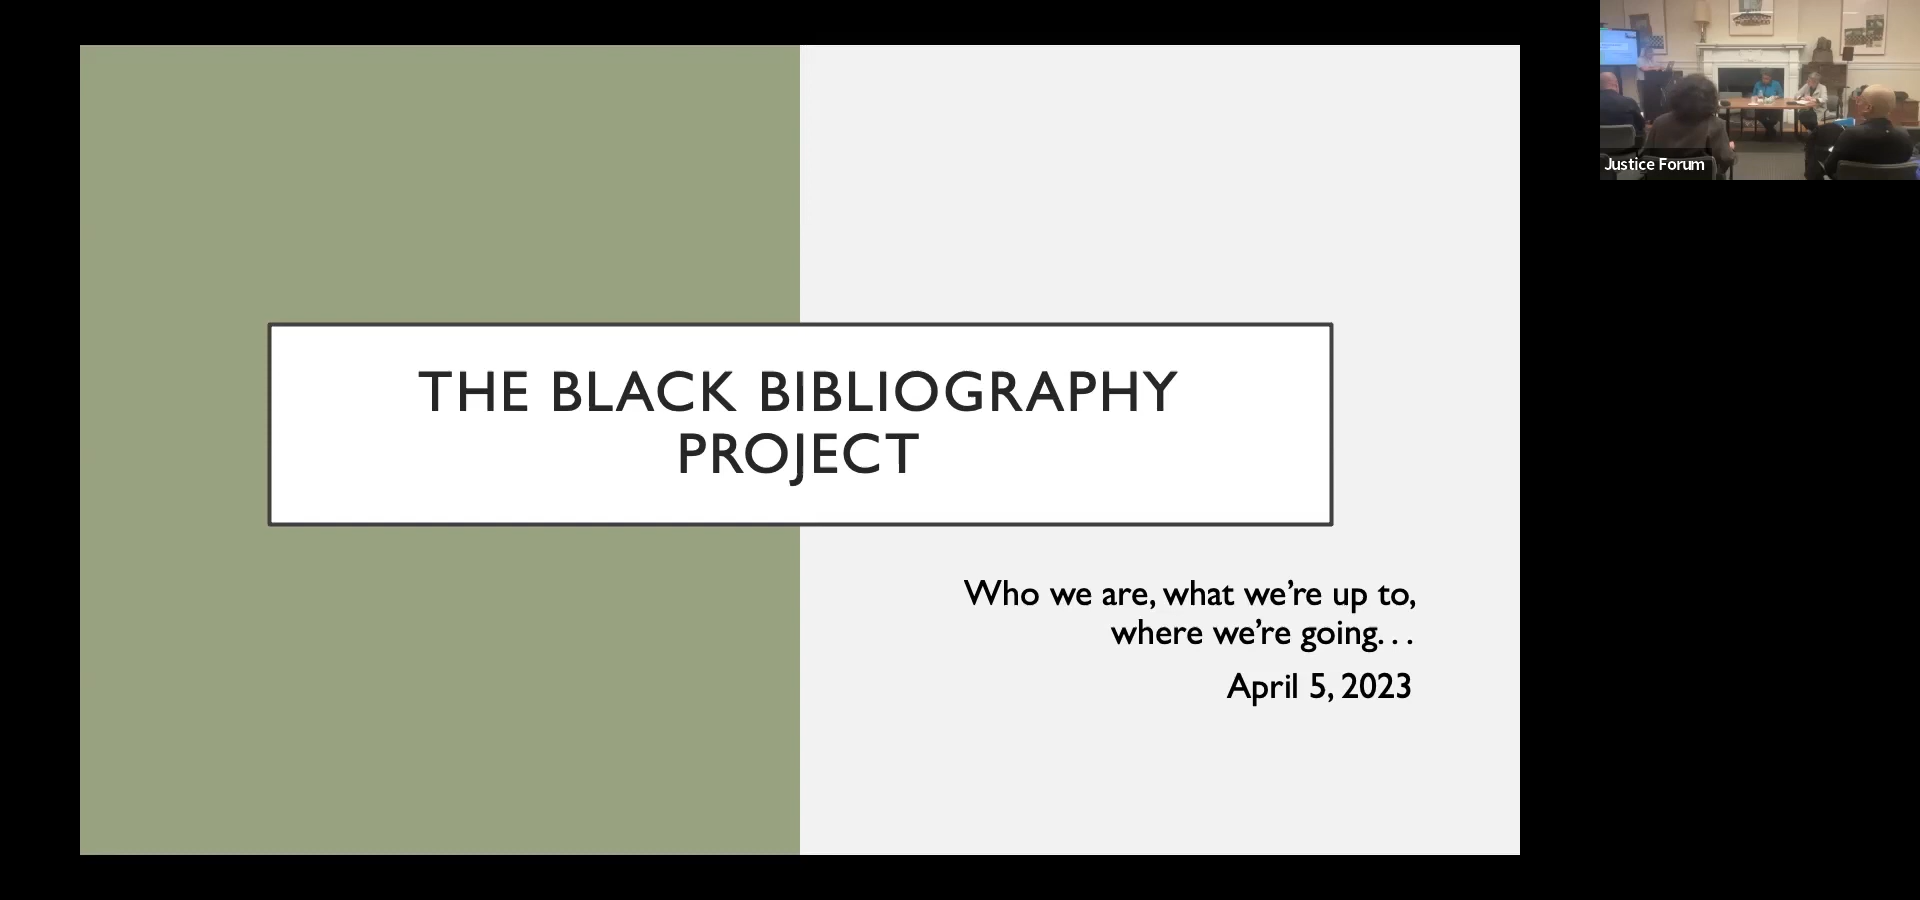 THE BLACK BIBLIOGRAPHY
PROJECT
Who we are, what we’re up to,
where we’re going. . .
April 5, 2023
Justice Forum